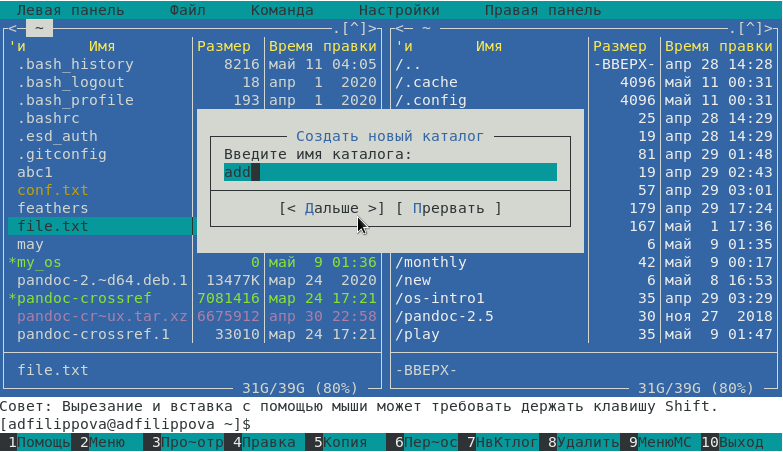 Левая панель Файл Команда Настройки Правая панель
<─ ~ .[^]> <─ ~ .[^]>
'и Имя Размер Время правки 'и Имя Размер Время правки
.bash_history 8216 май 11 04:05 /.. -ВВЕРХ- апр 28 14:28
.bash_logout 18 апр 1 2020 /.cache 4096 май 11 00:31
.bash_profile 193 апр 1 2020 /.config 4096 май 11 00:31
.bashrc 25 апр 28 14:29
.esd_auth Создать новый каталог 19 апр 28 14:29
.gitconfig Введите имя каталога: 81 апр 29 01:48
abc1 add 19 апр 29 02:43
conf.txt 57 апр 29 03:01
feathers [< Дальше >] [ Прервать ] 179 апр 29 17:24
file.txt 167 май 1 17:36
may 6 май 9 01:35
*my_os 0 май 9 01:36 /monthly 42 май 9 00:17
pandoc-2.~d64.deb.1 13477K мар 24 2020 /new 6 май 8 16:53
*pandoc-crossref 7081416 мар 24 17:21 /os-intro1 35 апр 29 03:29
pandoc-cr~ux.tar.xz 6675912 апр 30 22:58 /pandoc-2.5 30 ноя 27 2018
pandoc-crossref.1 33010 мар 24 17:21 /play 35 май 9 01:47
file.txt -ВВЕРХ-
31G/39G (80%) 31G/39G (80%)
Совет: Вырезание и вставка с помощью мыши может требовать держать клавишу Shift.
[adfilippova@adfilippova ~]$
1Помощь 2Меню 3Про~отр 4Правка 5Копия 6Пер~ос 7НвКтлог 8Удалить 9МенюМС 10Выход